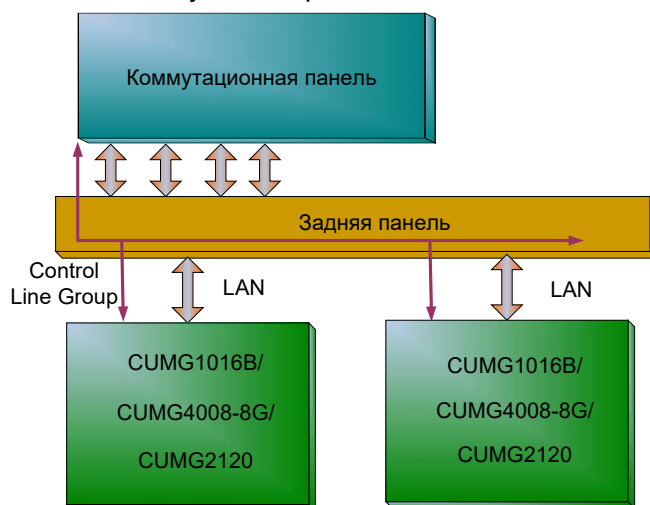 Коммутационная панель
Задняя панель
Control
Line Group
LAN
LAN
CUMG1016B/
CUMG4008-8G/
CUMG2120
CUMG1016B/
CUMG4008-8G/
CUMG2120